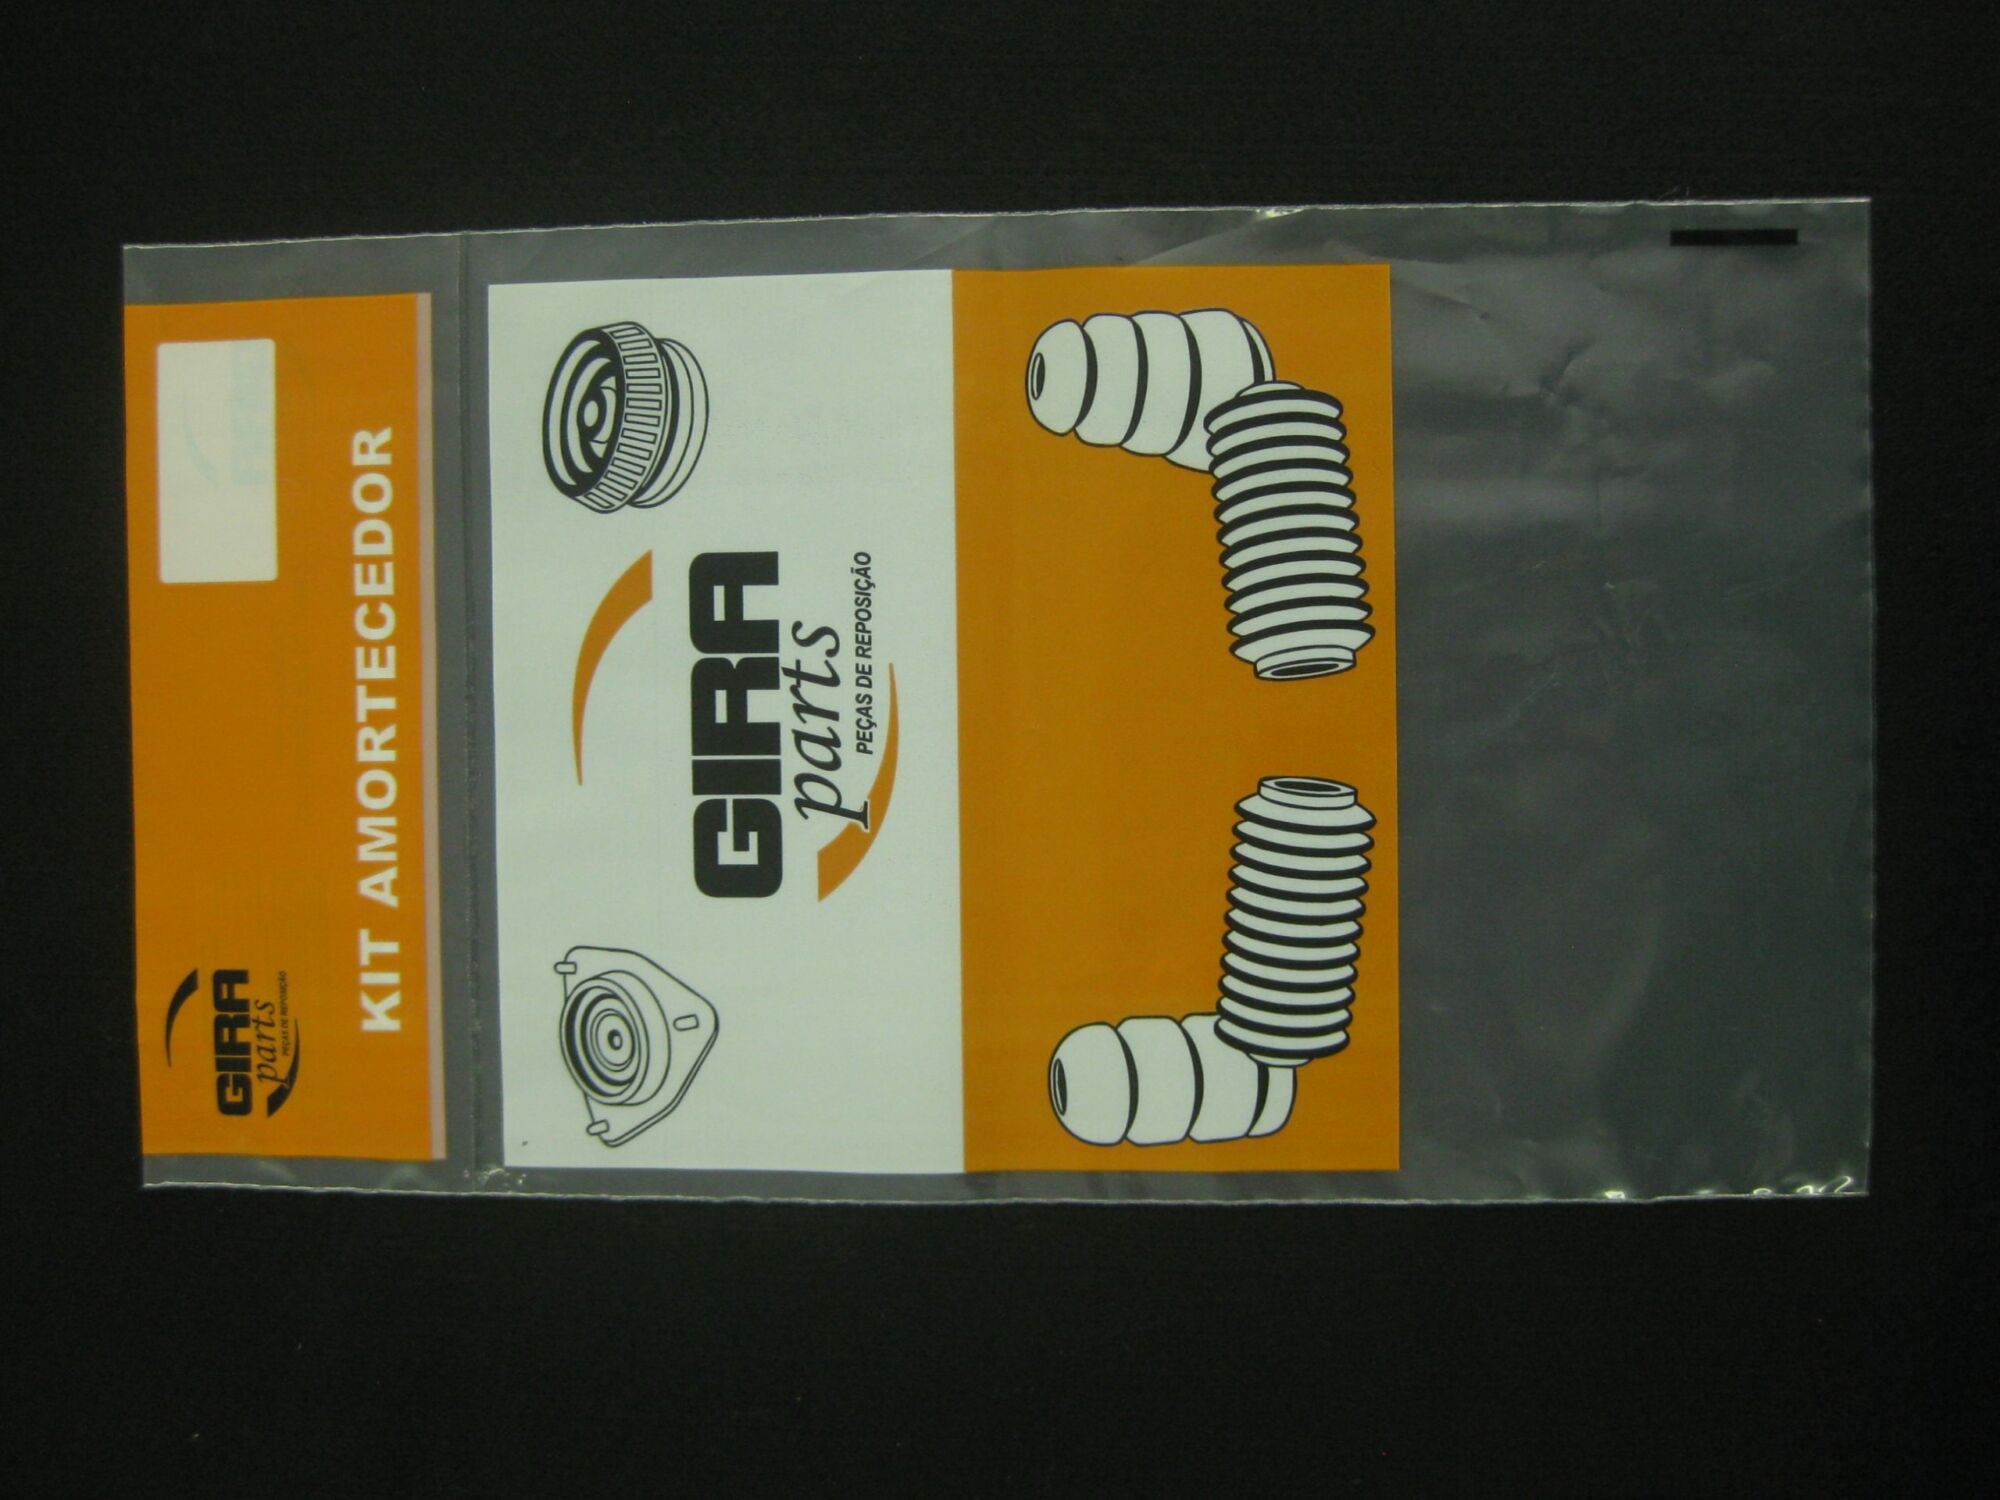 GIRA
parts
PEÇAS DE REPOSIÇÃO
KIT AMORTECEDOR
GIRA
parts
PEÇAS DE REPOSIÇÃO